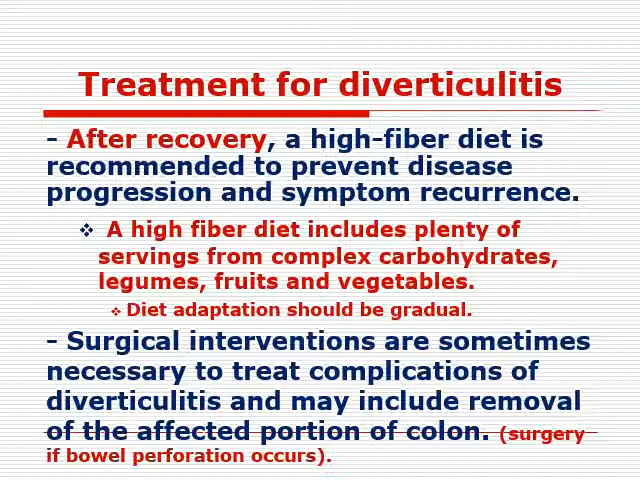 Treatment for diverticulitis
- After recovery, a high-fiber diet is
recommended to prevent disease
progression and symptom recurrence.
❖ A high fiber diet includes plenty of
servings from complex carbohydrates,
legumes, fruits and vegetables.
❖ Diet adaptation should be gradual.
- Surgical interventions are sometimes
necessary to treat complications of
diverticulitis and may include removal
of the affected portion of colon. (surgery
if bowel perforation occurs).